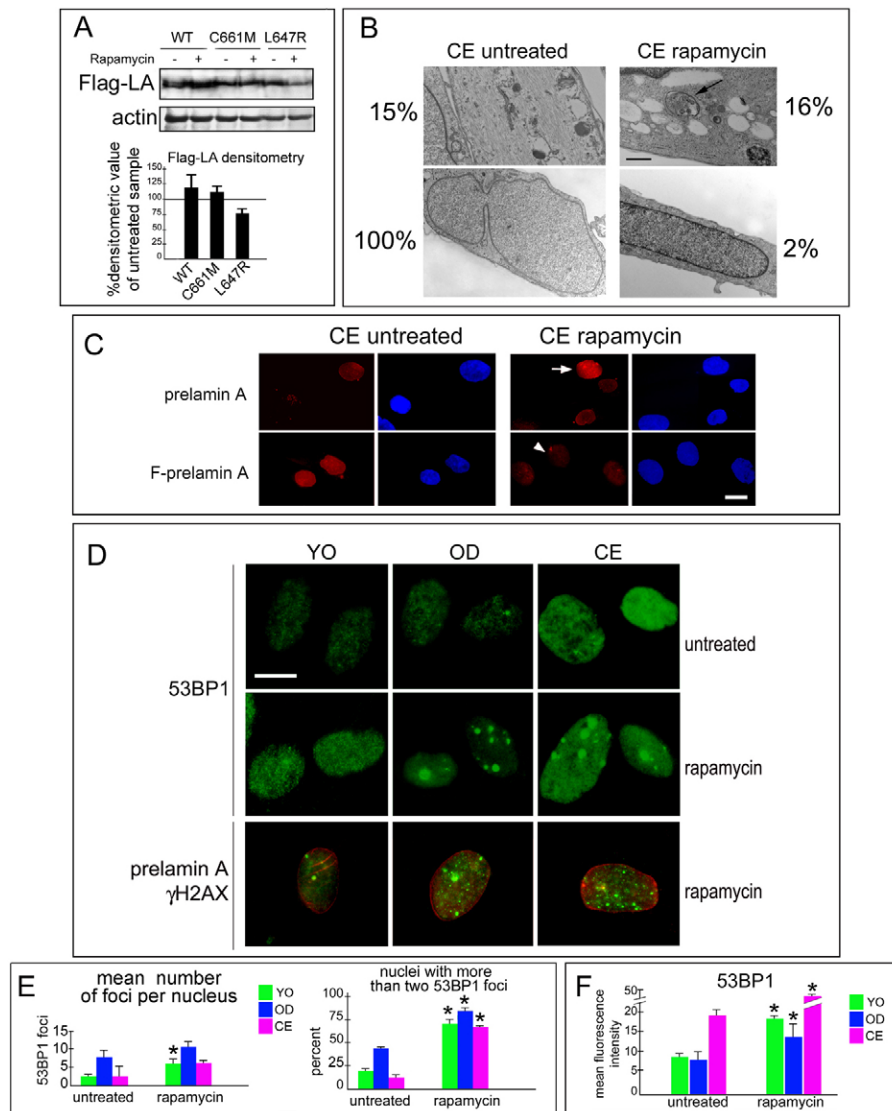 A
WT C661M L647R
Rapamycin - + - + - +
Flag-LA
actin
Flag-LA densitometry
%densitometric value
of untreated sample
150
125
100
75
50
25
0
WT
C661M
L647R
B
CE untreated CE rapamycin
15% 16%
100% 2%
C
CE untreated CE rapamycin
prelamin A
F-prelamin A
D
YO OD CE
53BP1
untreated
rapamycin
prelamin A
γH2AX
rapamycin
E
mean number
of foci per nucleus
53BP1 foci
15
10
5
0
*
untreated rapamycin
YO
OD
CE
nuclei with more
than two 53BP1 foci
percent
100
75
50
25
0
* * *
untreated rapamycin
F
53BP1
mean fluorescence
intensity
50
25
20
10
0
* * *
untreated rapamycin
YO
OD
CE